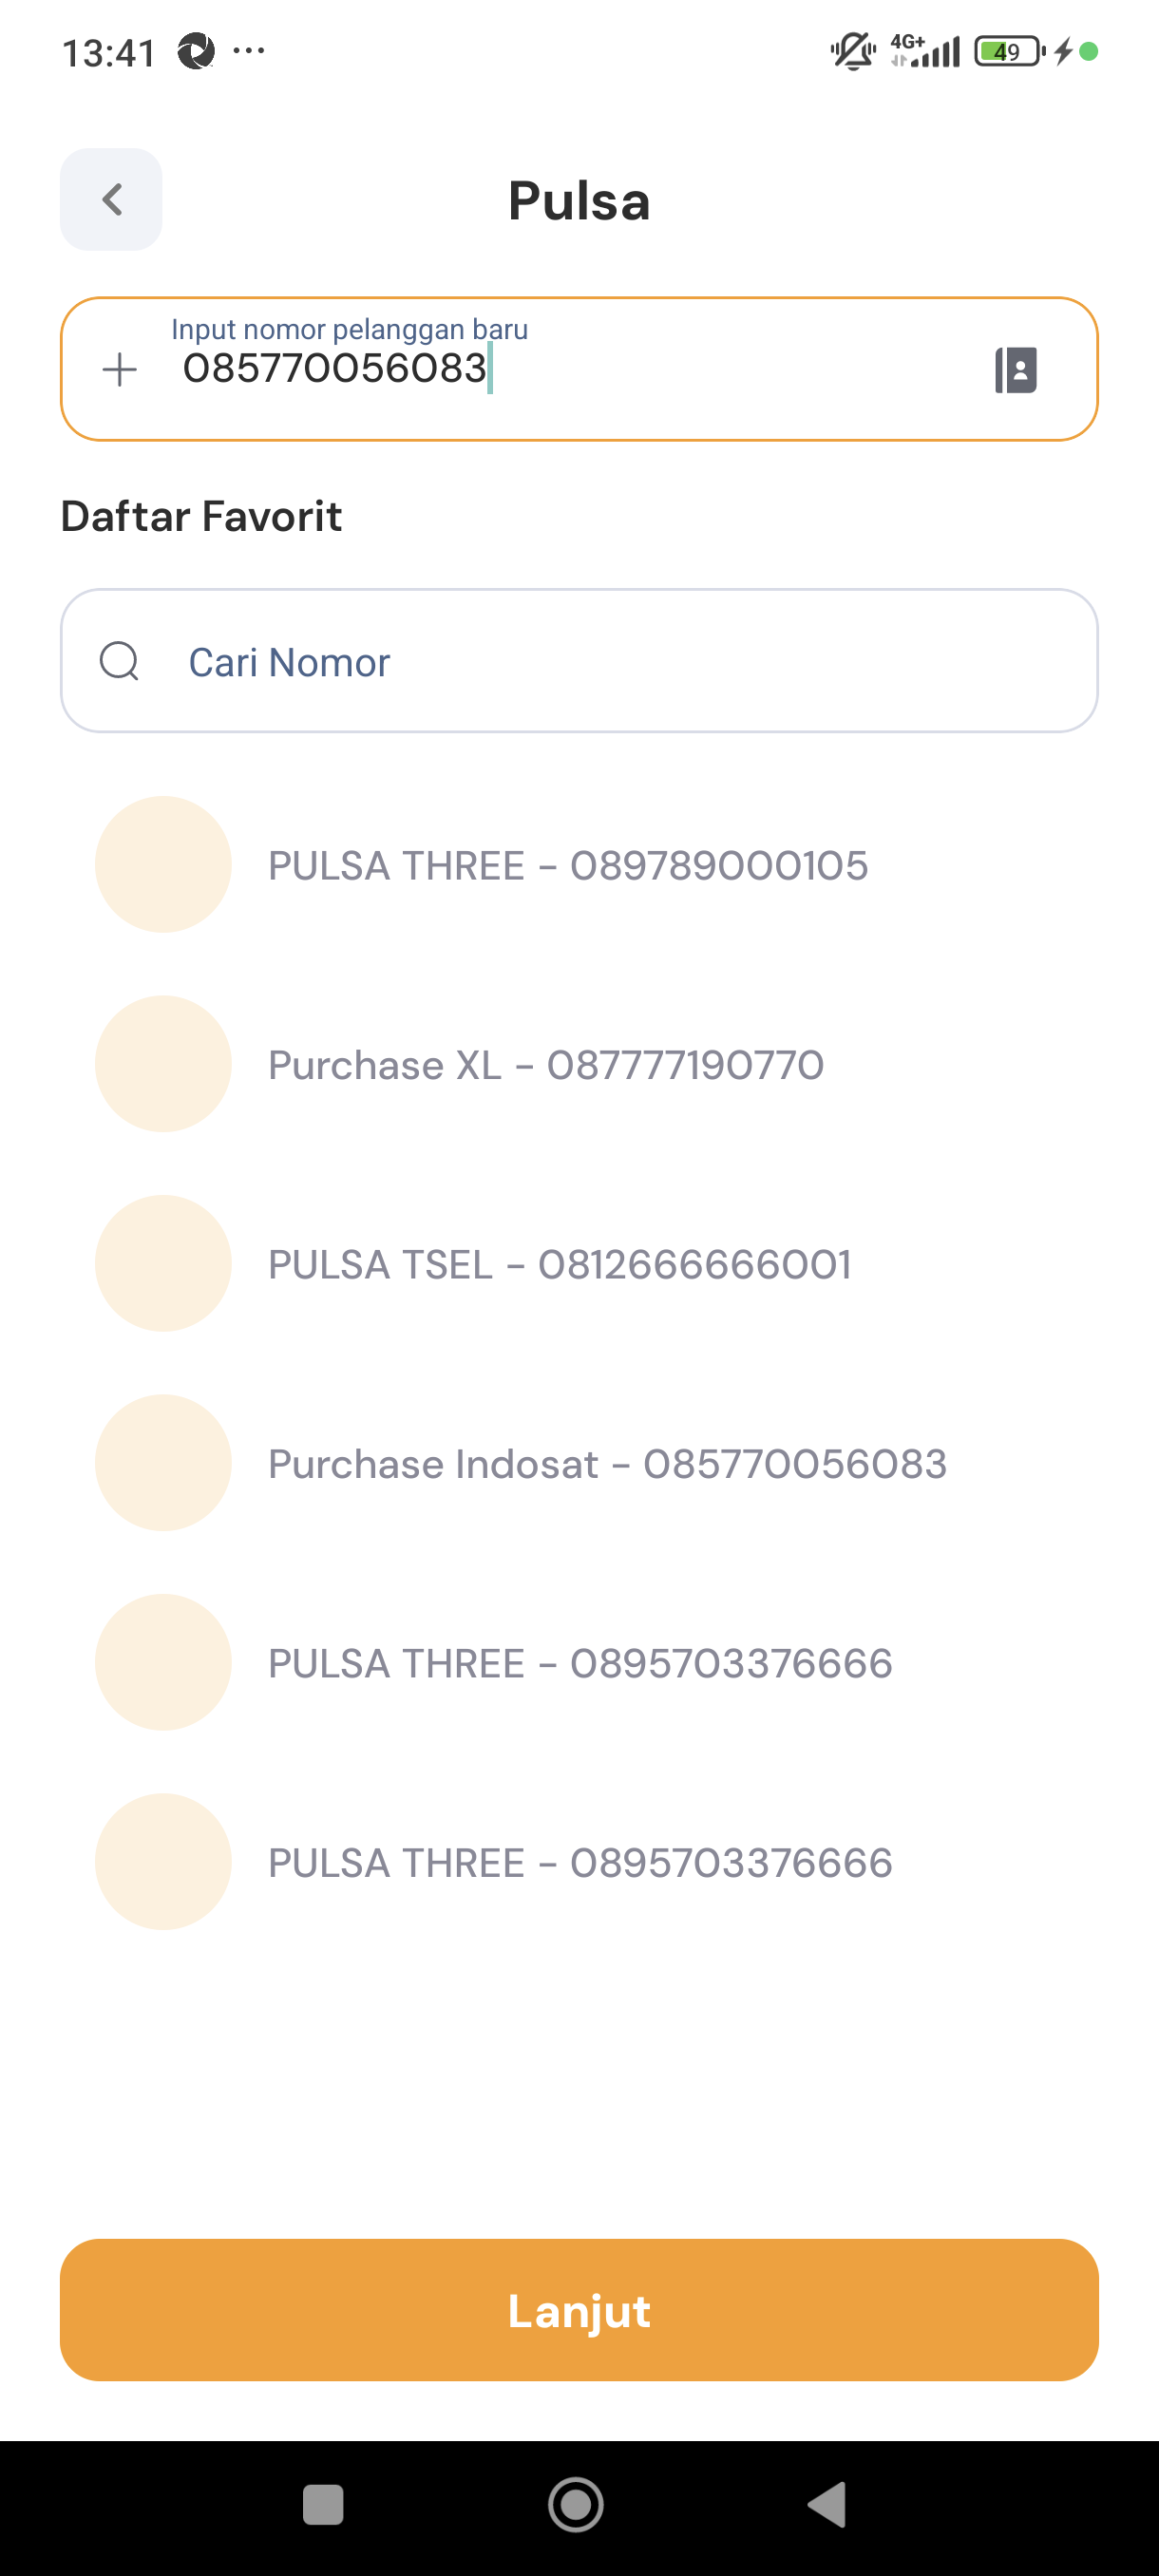 13:41
4G+
49
Pulsa
Input nomor pelanggan baru
085770056083
Daftar Favorit
Cari Nomor
PULSA THREE - 089789000105
Purchase XL - 087777190770
PULSA TSEL - 0812666666001
Purchase Indosat - 085770056083
PULSA THREE - 0895703376666
PULSA THREE - 0895703376666
Lanjut